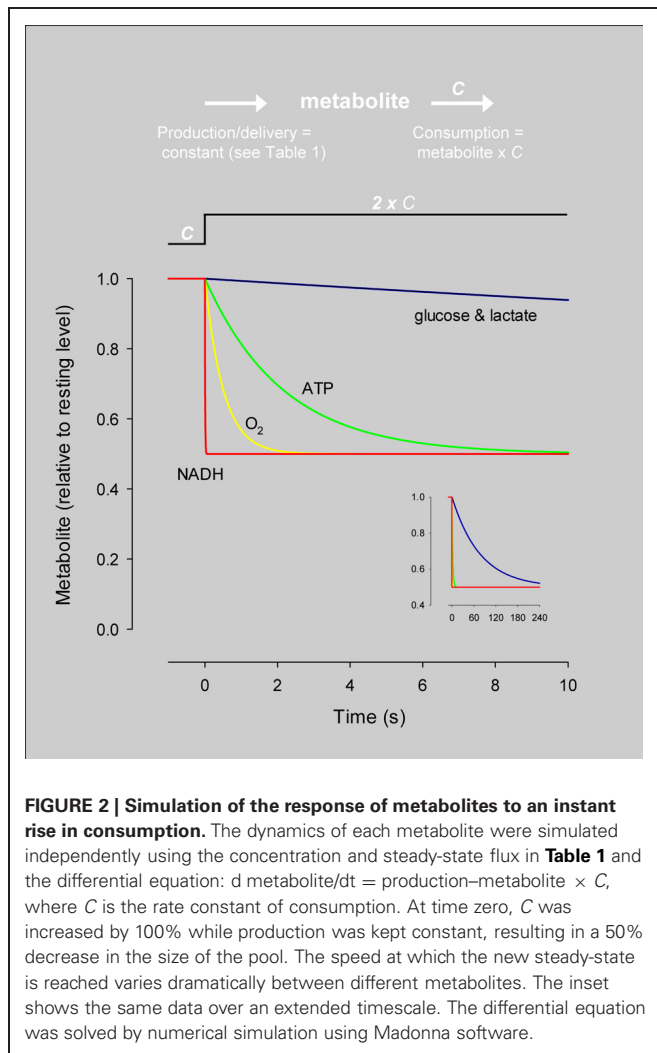 C
metabolite
Production/delivery = Consumption =
constant (see Table 1) metabolite x C
2 x C
C
1.0
glucose & lactate
0.8
ATP
0.6
O2
NADH
0.4
0.2
0.0
Metabolite (relative to resting level)
1.0
0.8
0.6
0.4
0 60 120 180 240
0 2 4 6 8 10
Time (s)
FIGURE 2 | Simulation of the response of metabolites to an instant
rise in consumption. The dynamics of each metabolite were simulated
independently using the concentration and steady-state flux in Table 1 and
the differential equation: d metabolite/dt = production–metabolite × C,
where C is the rate constant of consumption. At time zero, C was
increased by 100% while production was kept constant, resulting in a 50%
decrease in the size of the pool. The speed at which the new steady-state
is reached varies dramatically between different metabolites. The inset
shows the same data over an extended timescale. The differential equation
was solved by numerical simulation using Madonna software.